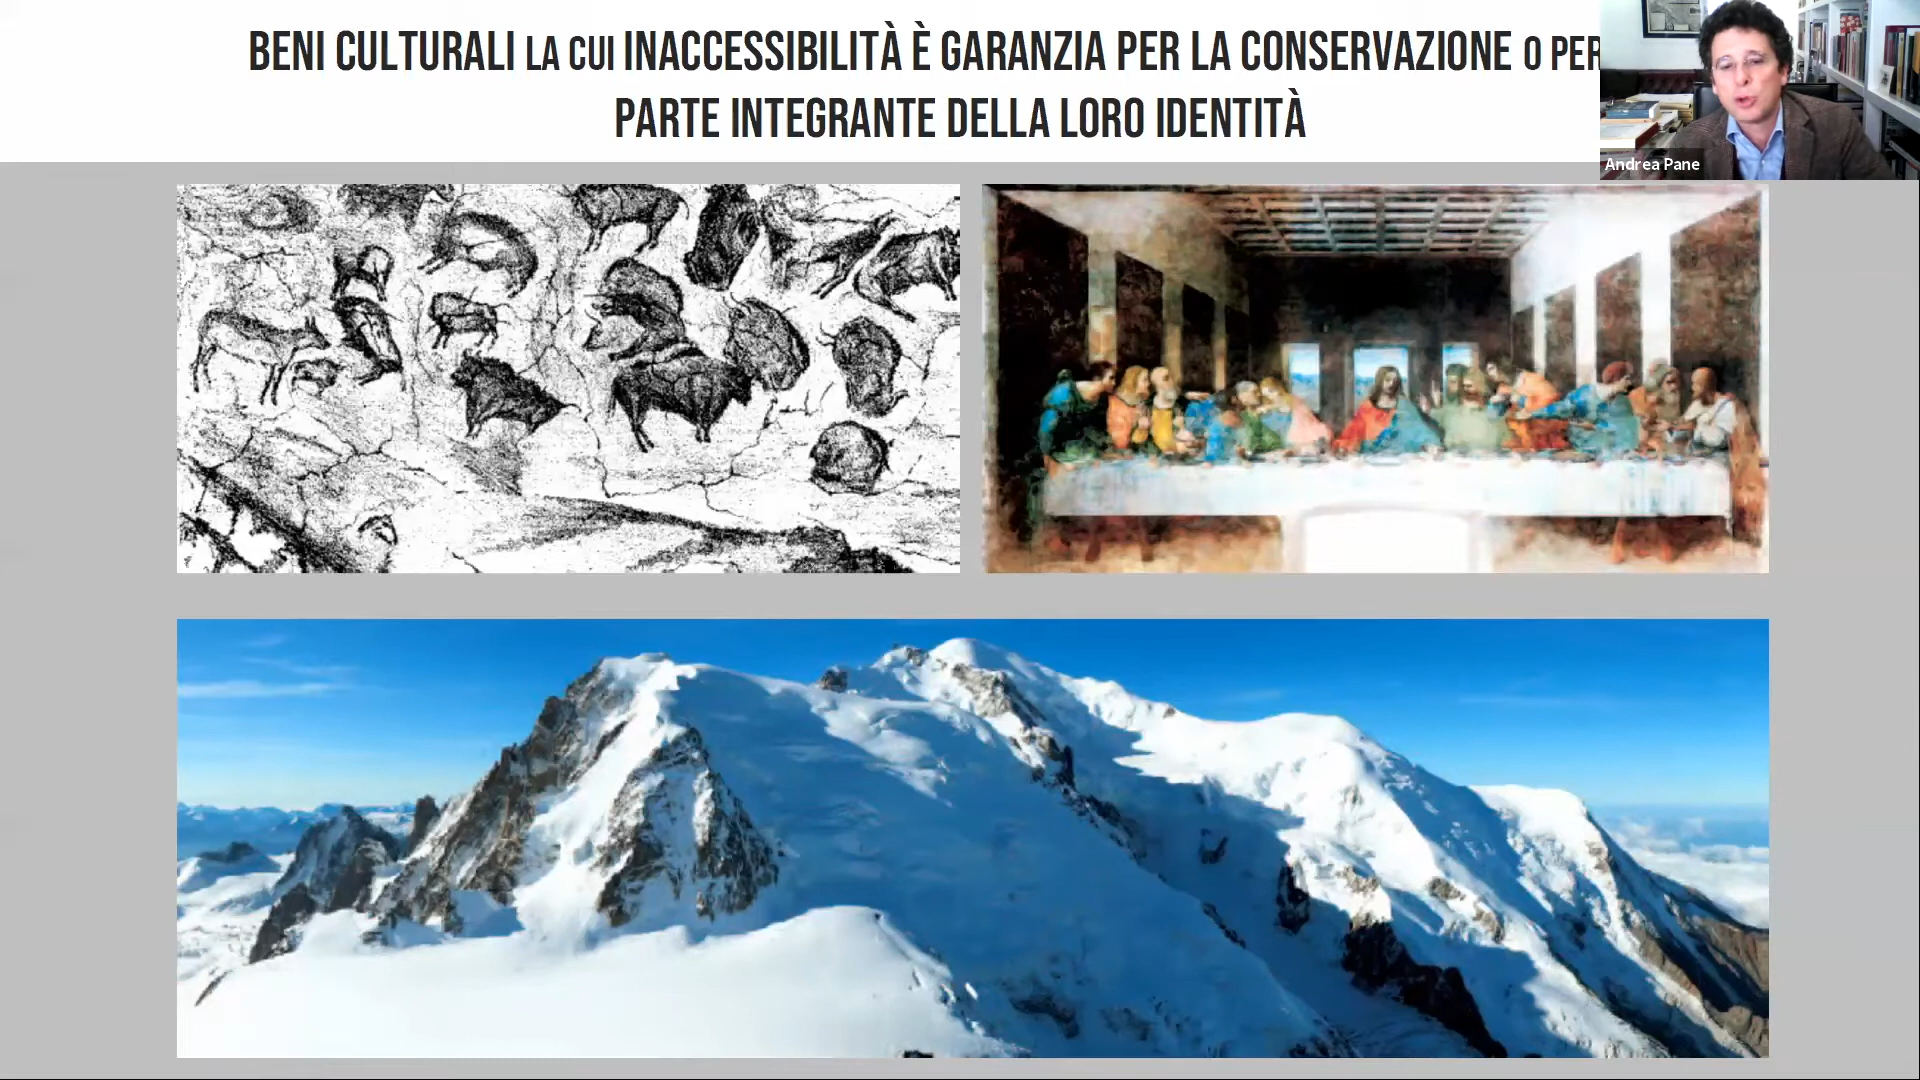 BENI CULTURALI LA CUI INACCESSIBILITÀ È GARANZIA PER LA CONSERVAZIONE O PER
PARTE INTEGRANTE DELLA LORO IDENTITÀ
Andrea Pane